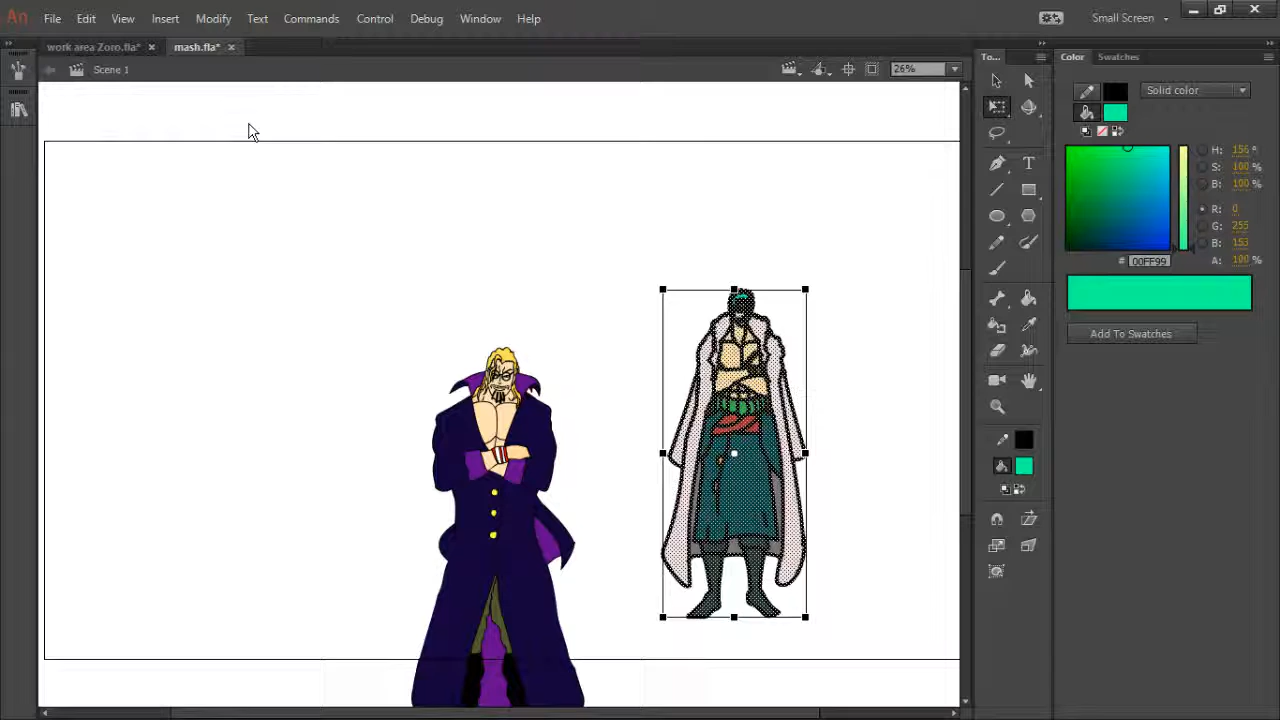 An File Edit View Insert Modify Text Commands Control Debug Window Help Small Screen
work area Zoro.fla* × mash.fla* ×
Scene 1 26%
To...
Color Swatches
Solid color
H: 156 °
S: 100 %
B: 100 %
R: 0
G: 255
B: 153
# 00FF99 A: 100 %
Add To Swatches